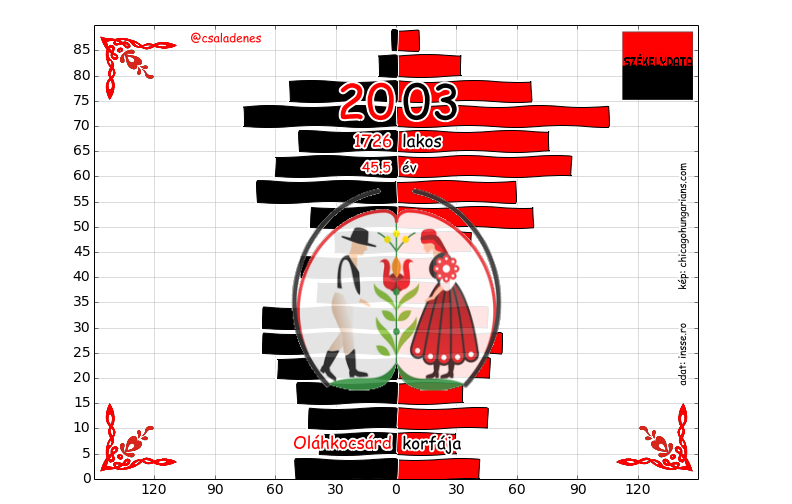 @csaladenes
SZÉKELYDATA
2003
1726 lakos
45.5 év
kép: chicagohungarians.com
adat: insse.ro
Oláhkocsárd korfája
85
80
75
70
65
60
55
50
45
40
35
30
25
20
15
10
5
0
120 90 60 30 0 30 60 90 120